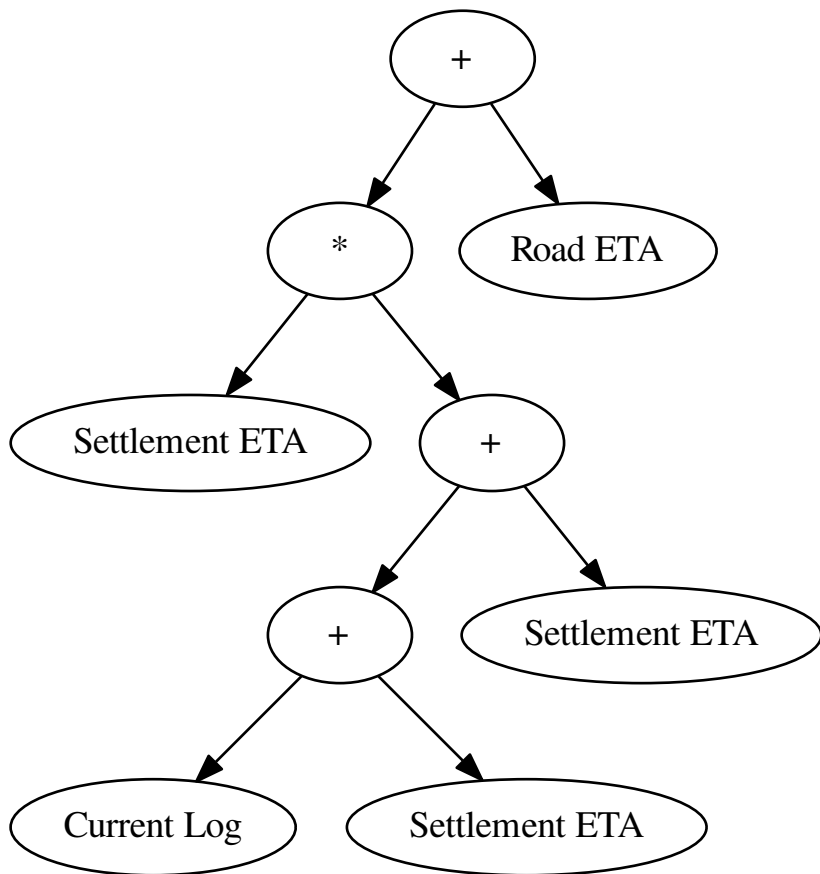 +
*
Road ETA
Settlement ETA
+
+
Settlement ETA
Current Log
Settlement ETA